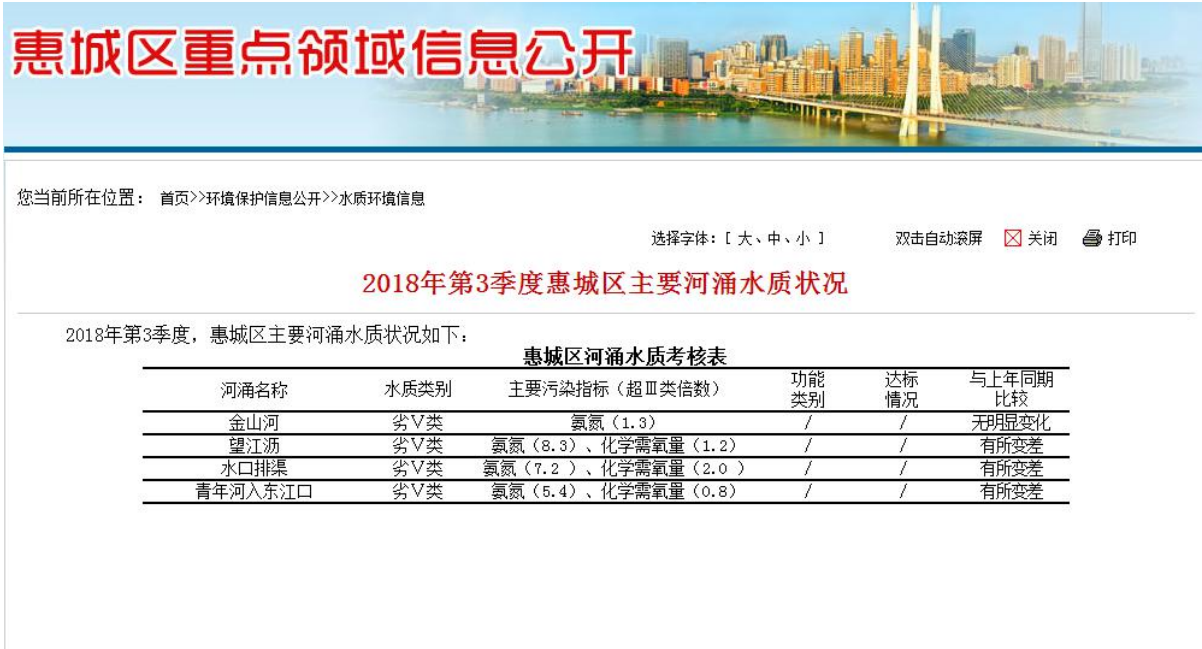 惠城区重点领域信息公开
您当前所在位置： 首页>>环境保护信息公开>>水质环境信息
选择字体：[ 大、中、小 ] 双击自动滚屏 关闭 打印
2018年第3季度惠城区主要河涌水质状况
2018年第3季度，惠城区主要河涌水质状况如下：
惠城区河涌水质考核表
河涌名称 水质类别 主要污染指标（超Ⅲ类倍数） 功能类别 达标情况 与上年同期比较
金山河 劣Ⅴ类 氨氮（1.3） / / 无明显变化
望江沥 劣Ⅴ类 氨氮（8.3）、化学需氧量（1.2） / / 有所变差
水口排渠 劣Ⅴ类 氨氮（7.2 ）、化学需氧量（2.0 ） / / 有所变差
青年河入东江口 劣Ⅴ类 氨氮（5.4）、化学需氧量（0.8） / / 有所变差